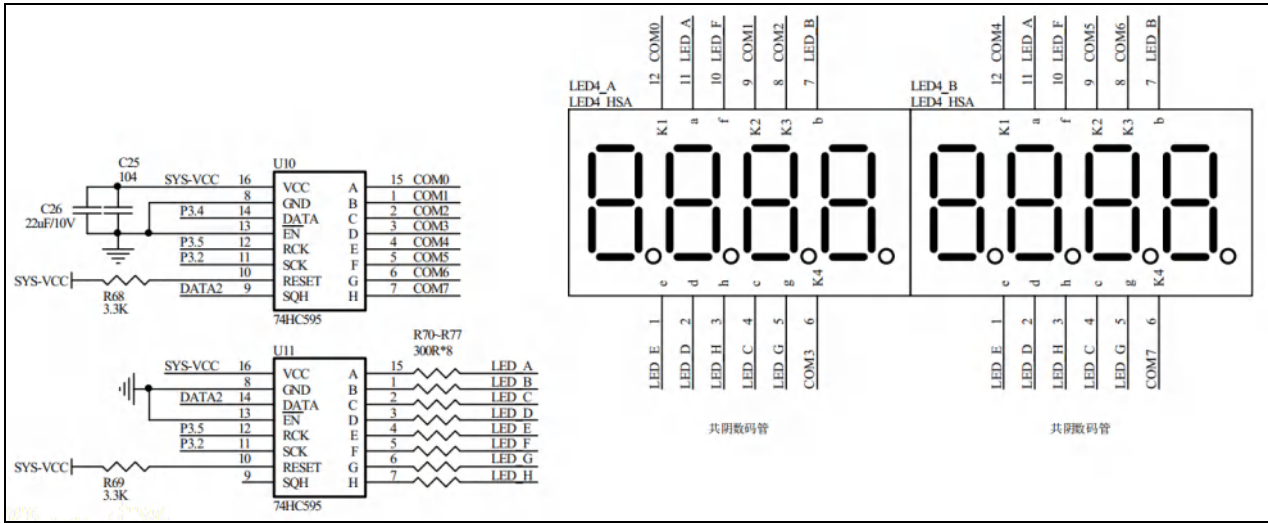 C25
104
C26
22uF/10V
U10
SYS-VCC 16 VCC A 15 COM0
8 GND B 1 COM1
P3.4 14 DATA C 2 COM2
13 EN D 3 COM3
P3.5 12 RCK E 4 COM4
P3.2 11 SCK F 5 COM5
SYS-VCC 10 RESET G 6 COM6
DATA2 9 SQH H 7 COM7
R68
3.3K
74HC595
R70~R77
300R*8
U11
SYS-VCC 16 VCC A 15 LED_A
8 GND B 1 LED_B
DATA2 14 DATA C 2 LED_C
13 EN D 3 LED_D
P3.5 12 RCK E 4 LED_E
P3.2 11 SCK F 5 LED_F
SYS-VCC 10 RESET G 6 LED_G
9 SQH H 7 LED_H
R69
3.3K
74HC595
12 COM0
11 LED_A
10 LED_F
9 COM1
8 COM2
7 LED_B
LED4_A
LED4_HSA
K1 a f K2 K3 b
e d h c g K4
LED_E 1
LED_D 2
LED_H 3
LED_C 4
LED_G 5
COM3 6
共阴数码管
12 COM4
11 LED_A
10 LED_F
9 COM5
8 COM6
7 LED_B
LED4_B
LED4_HSA
K1 a f K2 K3 b
e d h c g K4
LED_E 1
LED_D 2
LED_H 3
LED_C 4
LED_G 5
COM7 6
共阴数码管